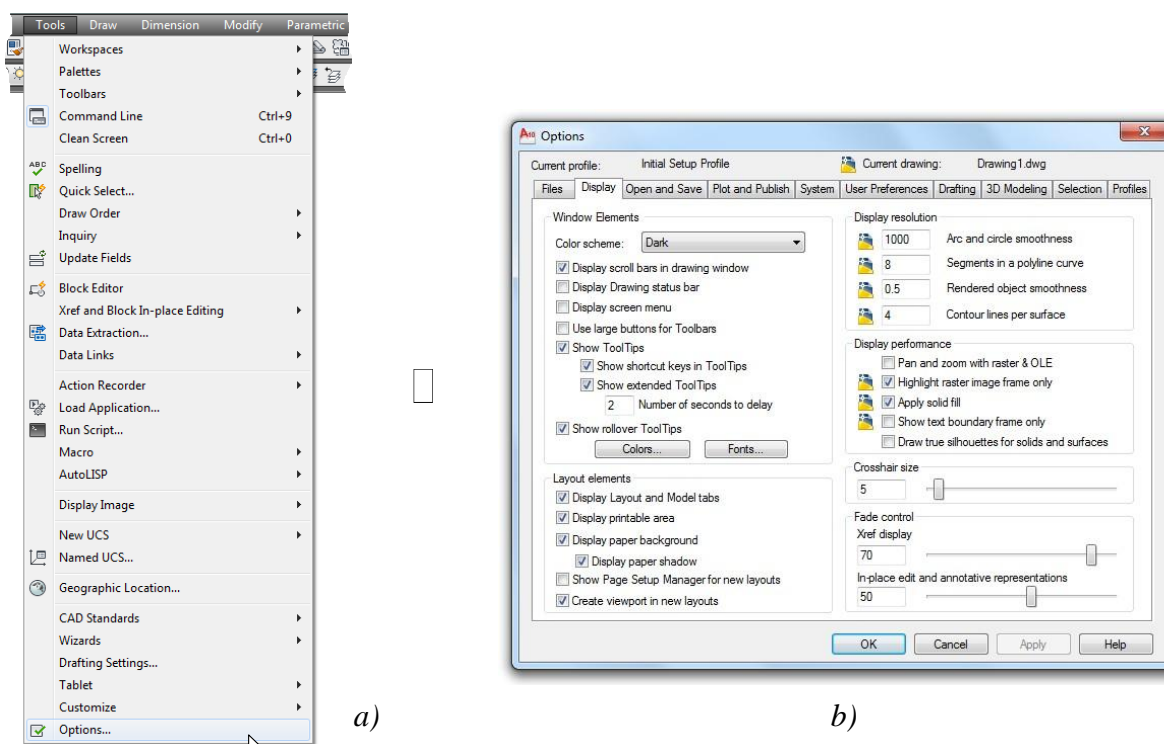 Tools Draw Dimension Modify Parametric
Workspaces
Palettes
Toolbars
Command Line Ctrl+9
Clean Screen Ctrl+0
ABC
Spelling
Quick Select...
Draw Order
Inquiry
Update Fields
Block Editor
Xref and Block In-place Editing
Data Extraction...
Data Links
Action Recorder
Load Application...
Run Script...
Macro
AutoLISP
Display Image
New UCS
Named UCS...
Geographic Location...
CAD Standards
Wizards
Drafting Settings...
Tablet
Customize
Options...
a)
Options
Current profile: Initial Setup Profile Current drawing: Drawing1.dwg
Files Display Open and Save Plot and Publish System User Preferences Drafting 3D Modeling Selection Profiles
Window Elements
Color scheme: Dark
Display scroll bars in drawing window
Display Drawing status bar
Display screen menu
Use large buttons for Toolbars
Show ToolTips
Show shortcut keys in ToolTips
Show extended ToolTips
2 Number of seconds to delay
Show rollover ToolTips
Colors... Fonts...
Layout elements
Display Layout and Model tabs
Display printable area
Display paper background
Display paper shadow
Show Page Setup Manager for new layouts
Create viewport in new layouts
Display resolution
1000 Arc and circle smoothness
8 Segments in a polyline curve
0.5 Rendered object smoothness
4 Contour lines per surface
Display performance
Pan and zoom with raster & OLE
Highlight raster image frame only
Apply solid fill
Show text boundary frame only
Draw true silhouettes for solids and surfaces
Crosshair size
5
Fade control
Xref display
70
In-place edit and annotative representations
50
OK Cancel Apply Help
b)